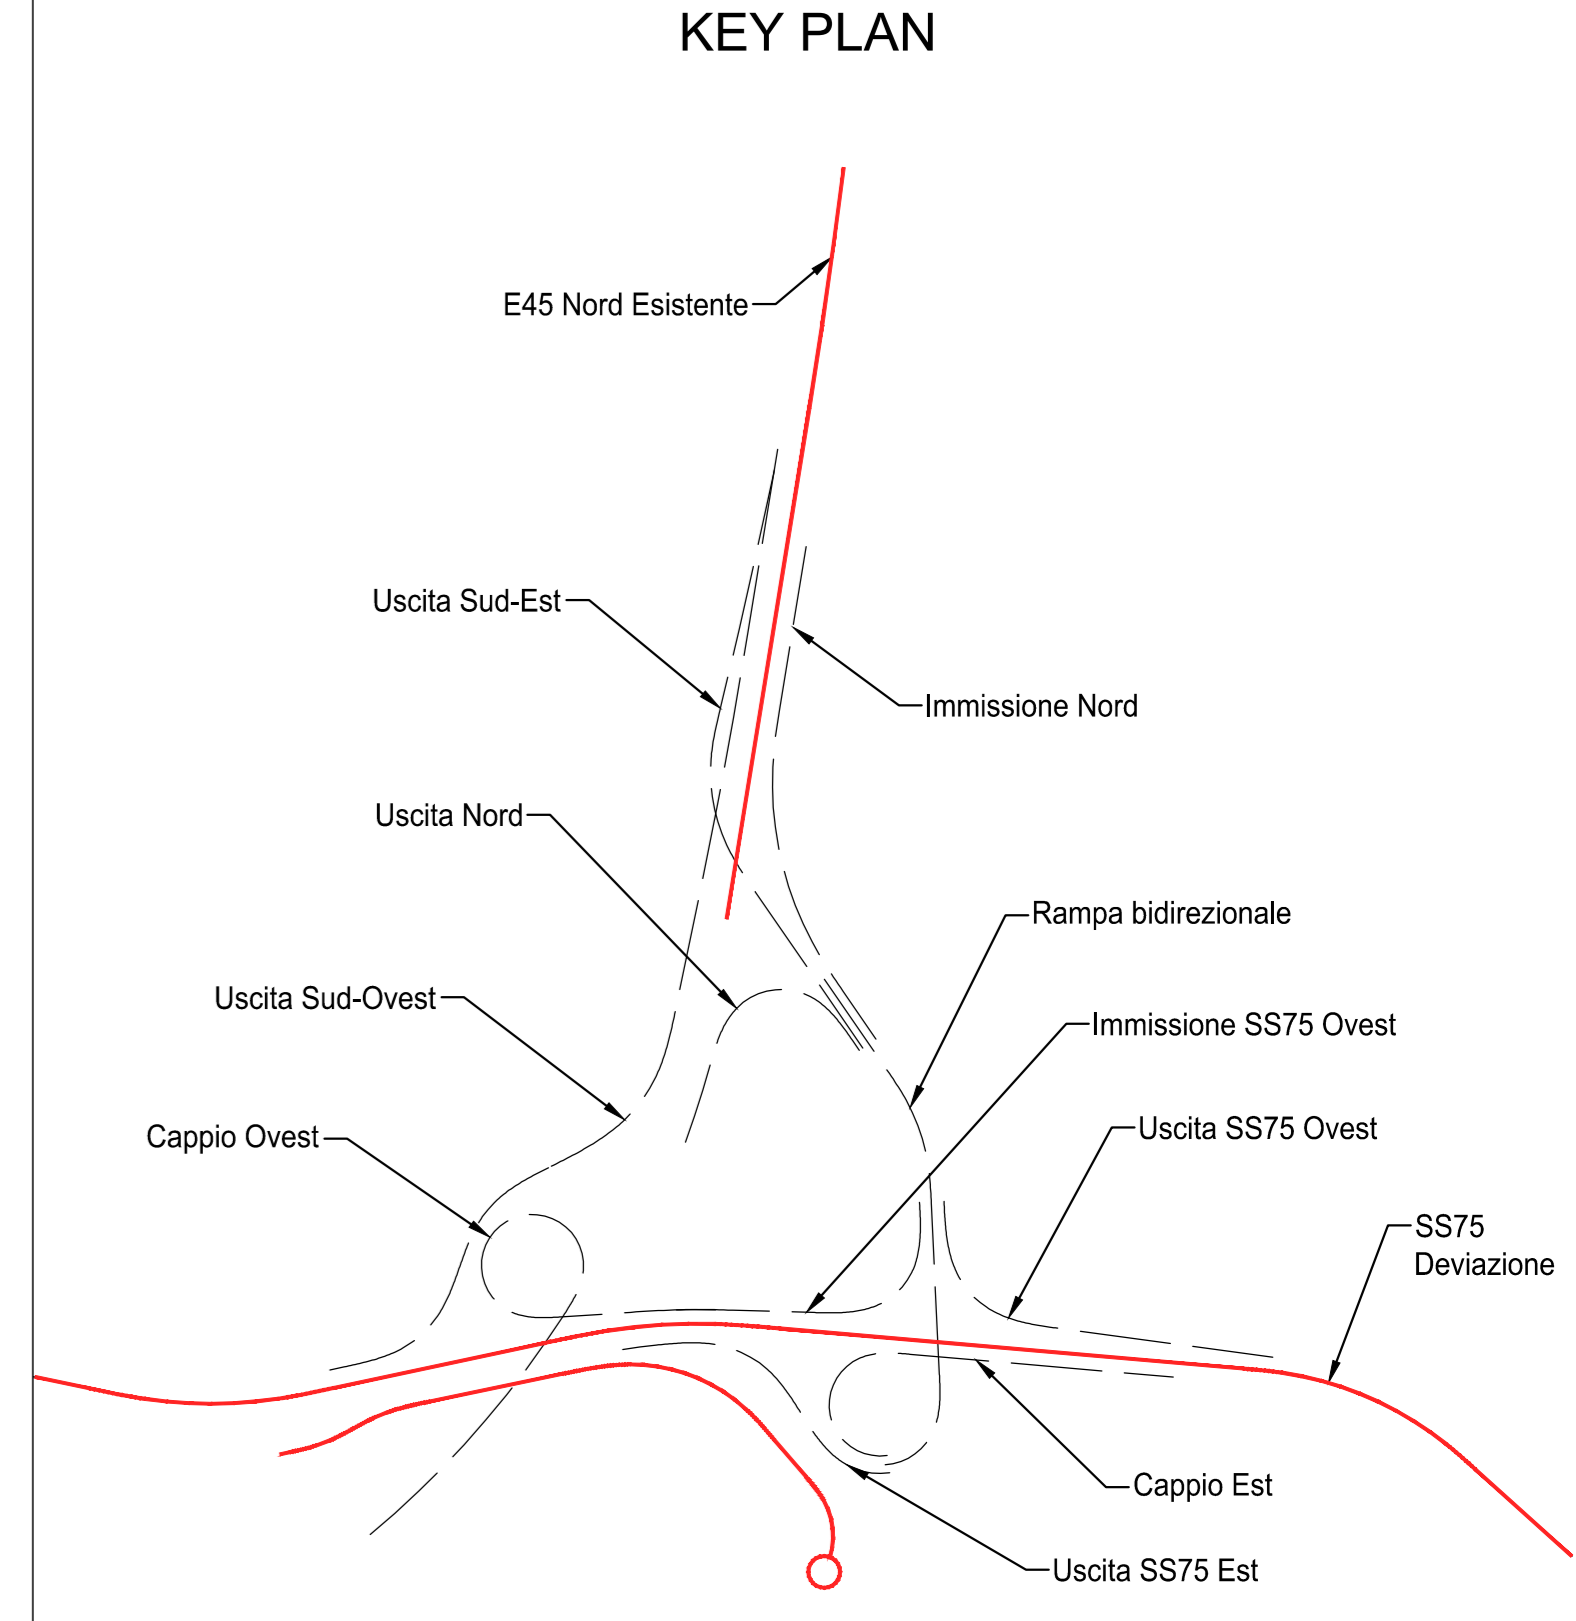 KEY PLAN
E45 Nord Esistente
Uscita Sud-Est
Immissione Nord
Uscita Nord
Rampa bidirezionale
Uscita Sud-Ovest
Immissione SS75 Ovest
Cappio Ovest
Uscita SS75 Ovest
SS75
Deviazione
Cappio Est
Uscita SS75 Est